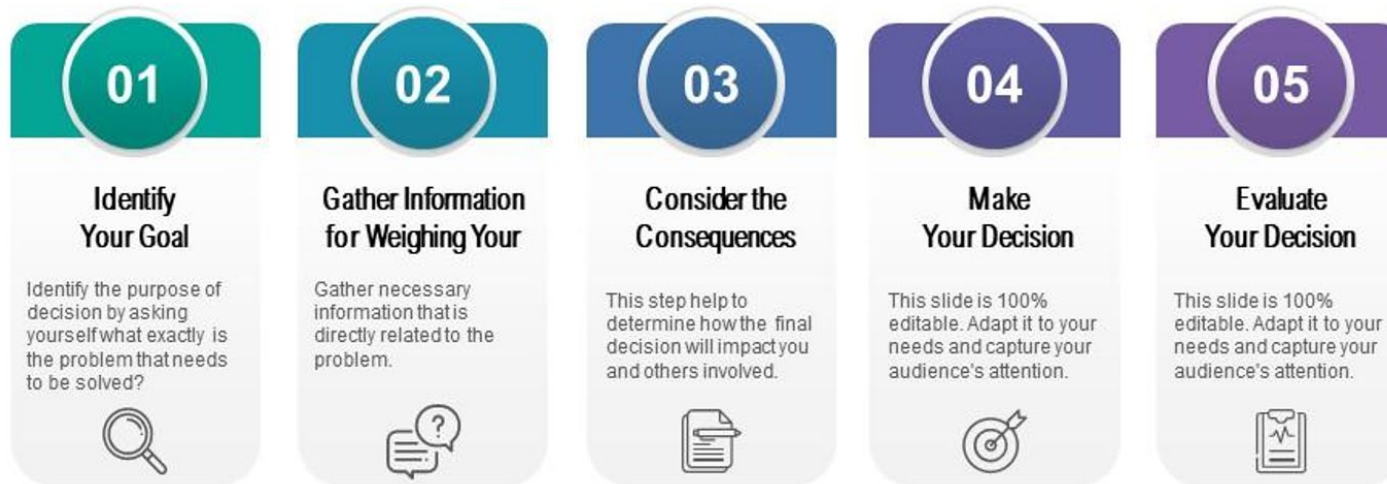 01
Identify
Your Goal
Identify the purpose of
decision by asking
yourself what exactly is
the problem that needs
to be solved?
02
Gather Information
for Weighing Your
Gather necessary
information that is
directly related to the
problem.
?
03
Consider the
Consequences
This step help to
determine how the final
decision will impact you
and others involved.
04
Make
Your Decision
This slide is 100%
editable. Adapt it to your
needs and capture your
audience's attention.
05
Evaluate
Your Decision
This slide is 100%
editable. Adapt it to your
needs and capture your
audience's attention.